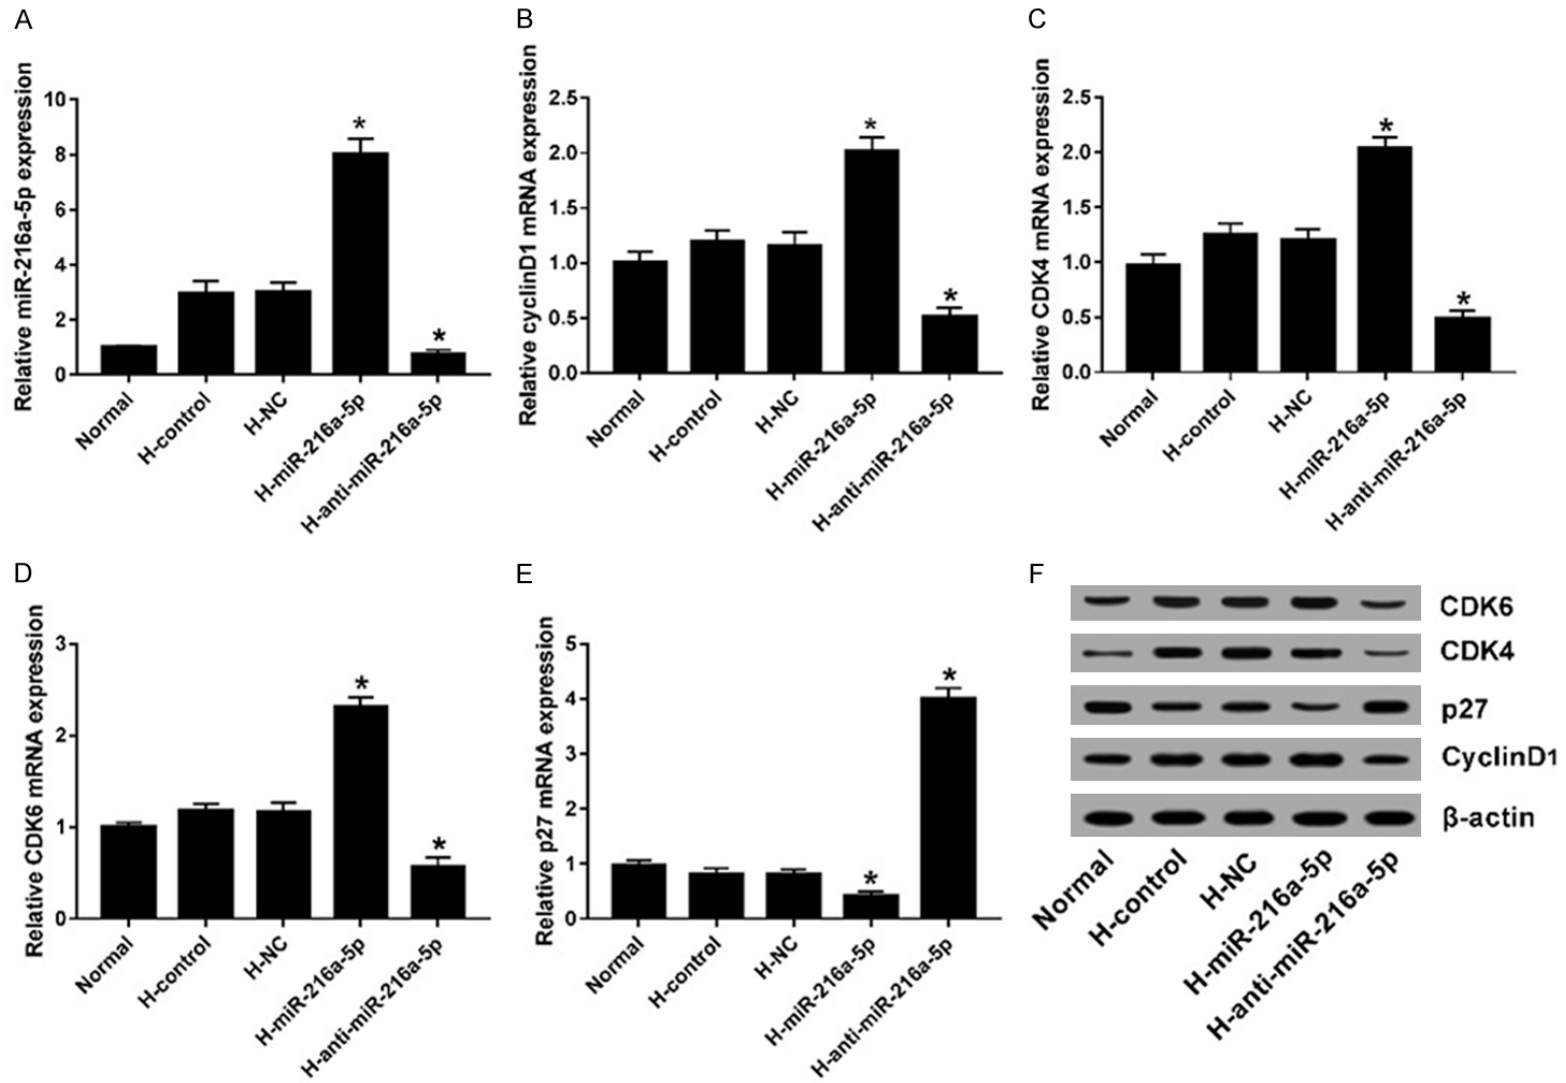 A
Relative miR-216a-5p expression
10
8
6
4
2
0
*
*
Normal
H-control
H-NC
H-miR-216a-5p
H-anti-miR-216a-5p
B
Relative cyclinD1 mRNA expression
2.5
2.0
1.5
1.0
0.5
0.0
*
*
Normal
H-control
H-NC
H-miR-216a-5p
H-anti-miR-216a-5p
C
Relative CDK4 mRNA expression
2.5
2.0
1.5
1.0
0.5
0.0
*
*
Normal
H-control
H-NC
H-miR-216a-5p
H-anti-miR-216a-5p
D
Relative CDK6 mRNA expression
3
2
1
0
*
*
Normal
H-control
H-NC
H-miR-216a-5p
H-anti-miR-216a-5p
E
Relative p27 mRNA expression
5
4
3
2
1
0
*
*
Normal
H-control
H-NC
H-miR-216a-5p
H-anti-miR-216a-5p
F
CDK6
CDK4
p27
CyclinD1
β-actin
Normal
H-control
H-NC
H-miR-216a-5p
H-anti-miR-216a-5p